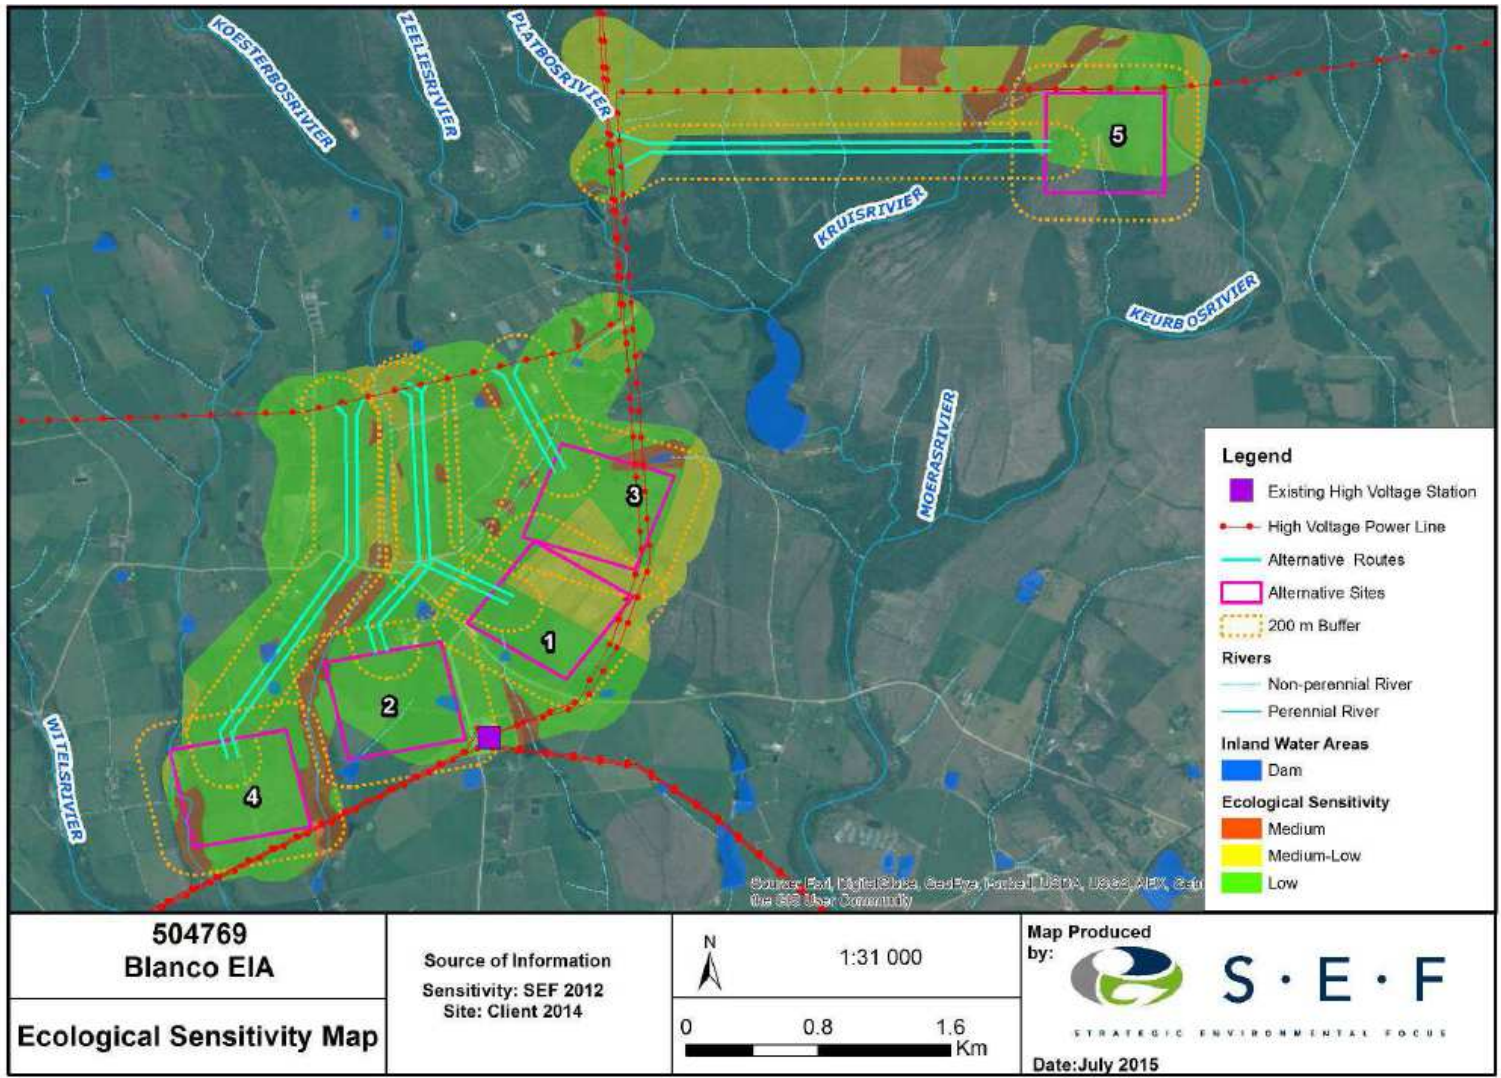 KOESTERBOSRIVIER
ZEELIESRIVIER
PLATBOSRIVIER
5
KRUISRIVIER
KEURBOSRIVIER
MOERASRIVIER
3
1
2
4
WITELSRIVIER
Legend
Existing High Voltage Station
High Voltage Power Line
Alternative Routes
Alternative Sites
200 m Buffer
Rivers
Non-perennial River
Perennial River
Inland Water Areas
Dam
Ecological Sensitivity
Medium
Medium-Low
Low
Source: Esri, DigitalGlobe, GeoEye, i-cubed, USDA, USGS, AEX,
the GIS User Community
504769
Blanco EIA
Ecological Sensitivity Map
Source of Information
Sensitivity: SEF 2012
Site: Client 2014
N
1:31 000
0 0.8 1.6
Km
Map Produced
by:
S·E·F
STRATEGIC ENVIRONMENTAL FOCUS
Date:July 2015